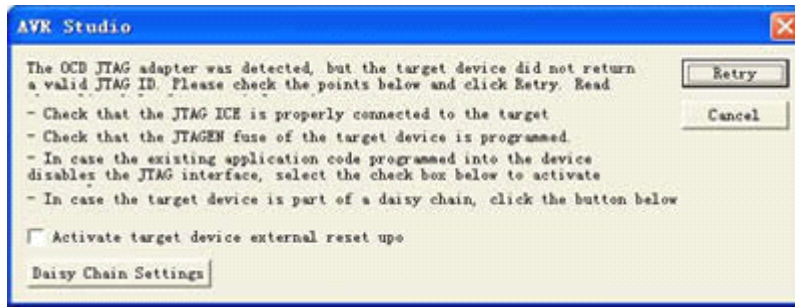 AVR Studio
The OCD JTAG adapter was detected, but the target device did not return
a valid JTAG ID. Please check the points below and click Retry. Read
- Check that the JTAG ICE is properly connected to the target
- Check that the JTAGEN fuse of the target device is programmed.
- In case the existing application code programmed into the device
disables the JTAG interface, select the check box below to activate
- In case the target device is part of a daisy chain, click the button below
Activate target device external reset upo
Daisy Chain Settings
Retry
Cancel